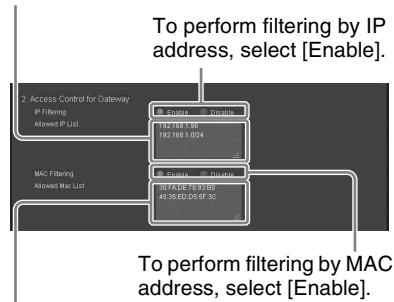 To perform filtering by IP
address, select [Enable].
2. Access Control for Gateway
IP Filtering
Enable Disable
Allowed IP List
192.168.1.96
192.168.1.0/24
MAC Filtering
Enable Disable
Allowed Mac List
30:FA:DE:78:93:B0
45:35:ED:D5:5F:3C
To perform filtering by MAC
address, select [Enable].